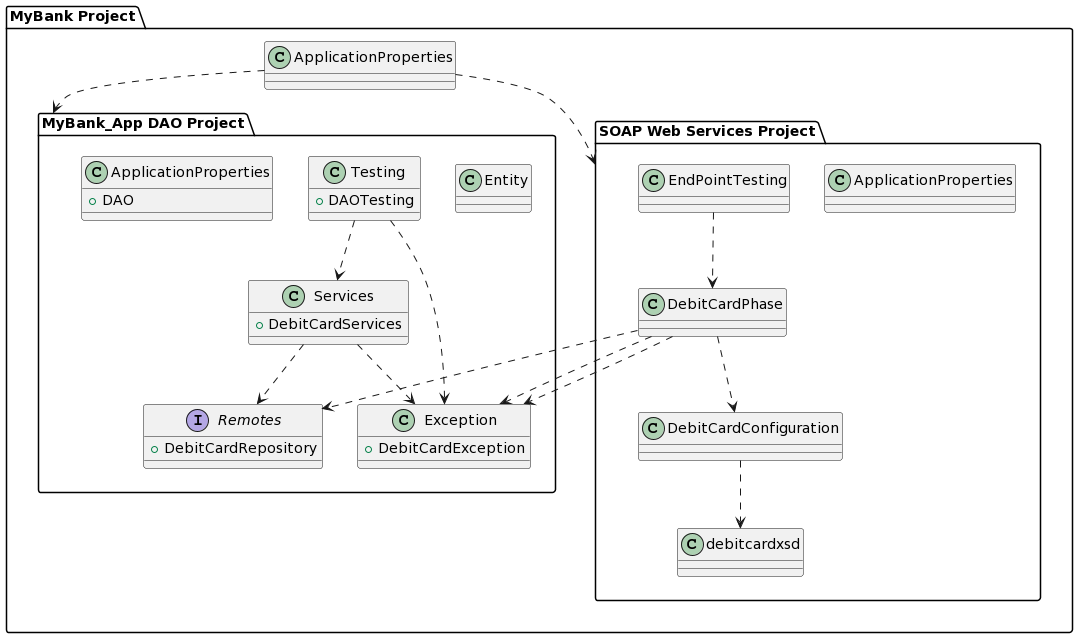 MyBank Project
C ApplicationProperties
MyBank_App DAO Project
SOAP Web Services Project
C ApplicationProperties
DAO
C Testing
DAOTesting
C Entity
C EndPointTesting
C ApplicationProperties
C Services
DebitCardServices
C DebitCardPhase
I Remotes
DebitCardRepository
C Exception
DebitCardException
C DebitCardConfiguration
C debitcardxsd